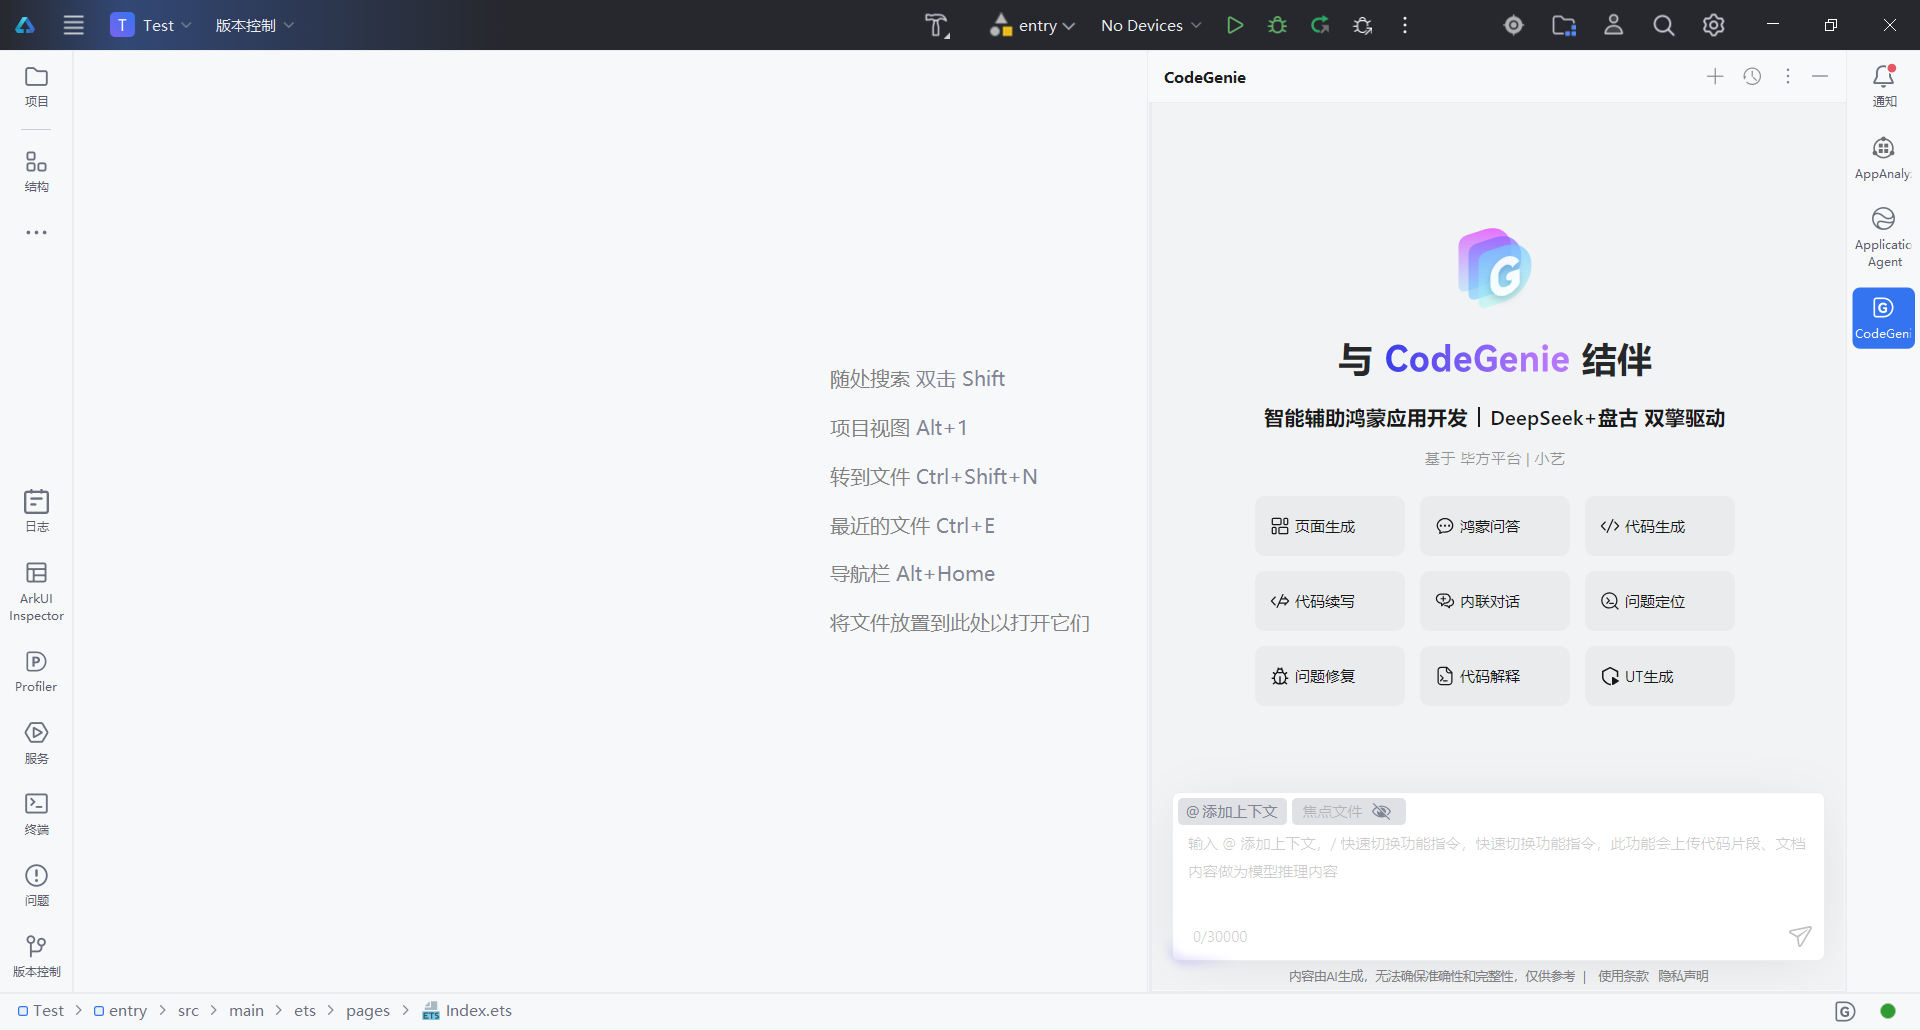 T Test 版本控制 entry No Devices
项目
结构
日志
ArkUI
Inspector
Profiler
服务
终端
问题
版本控制
随处搜索 双击 Shift
项目视图 Alt+1
转到文件 Ctrl+Shift+N
最近的文件 Ctrl+E
导航栏 Alt+Home
将文件放置到此处以打开它们
CodeGenie
与 CodeGenie 结伴
智能辅助鸿蒙应用开发 | DeepSeek+盘古 双擎驱动
基于 毕方平台 | 小艺
页面生成 鸿蒙问答 代码生成
代码续写 内联对话 问题定位
问题修复 代码解释 UT生成
@ 添加上下文 焦点文件
输入 @ 添加上下文, / 快速切换功能指令, 快速切换功能指令, 此功能会上传代码片段、文档
内容做为模型推理内容
0/30000
内容由AI生成, 无法确保准确性和完整性, 仅供参考 | 使用条款 隐私声明
通知
AppAnaly
Applicatic
Agent
CodeGeni
Test entry src main ets pages Index.ets